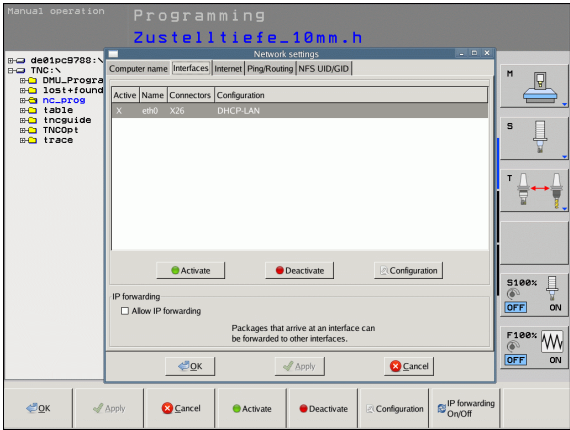 Manual operation
Programming
Zustelltiefe_10mm.h
de01pc9788:\
TNC:\
DMU_Progra
lost+found
nc_prog
table
tncguide
TNCOpt
trace
Network settings
Computer name Interfaces Internet Ping/Routing NFS UID/GID
Active Name Connectors Configuration
X eth0 X26 DHCP-LAN
Activate Deactivate Configuration
IP forwarding
Allow IP forwarding
Packages that arrive at an interface can
be forwarded to other interfaces.
OK Apply Cancel
M
S
T
S100%
OFF ON
F100%
OFF ON
OK Apply Cancel Activate Deactivate Configuration IP forwarding
On/Off